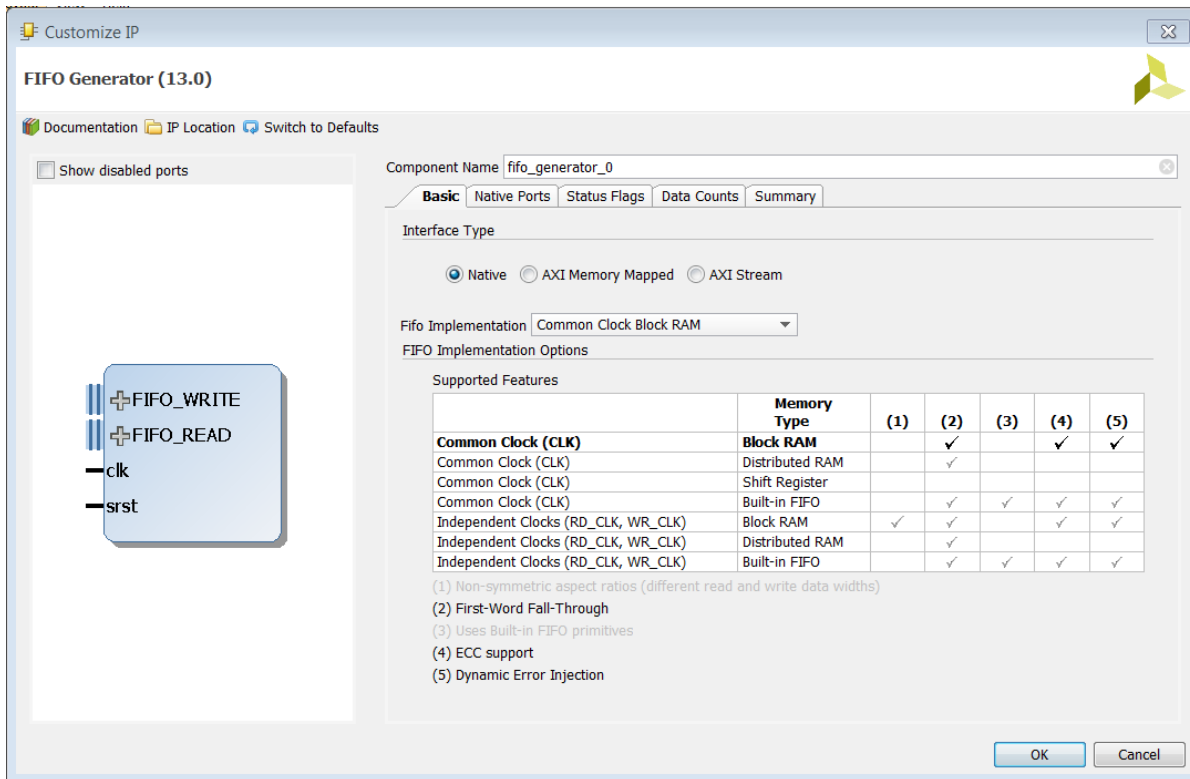 Customize IP
FIFO Generator (13.0)
Documentation IP Location Switch to Defaults
Show disabled ports
FIFO_WRITE
FIFO_READ
clk
srst
Component Name fifo_generator_0
Basic Native Ports Status Flags Data Counts Summary
Interface Type
Native AXI Memory Mapped AXI Stream
Fifo Implementation Common Clock Block RAM
FIFO Implementation Options
Supported Features
Memory Type (1) (2) (3) (4) (5)
Common Clock (CLK) Block RAM ✓ ✓ ✓
Common Clock (CLK) Distributed RAM ✓
Common Clock (CLK) Shift Register
Common Clock (CLK) Built-in FIFO ✓ ✓ ✓ ✓
Independent Clocks (RD_CLK, WR_CLK) Block RAM ✓ ✓ ✓ ✓
Independent Clocks (RD_CLK, WR_CLK) Distributed RAM ✓
Independent Clocks (RD_CLK, WR_CLK) Built-in FIFO ✓ ✓ ✓ ✓
(1) Non-symmetric aspect ratios (different read and write data widths)
(2) First-Word Fall-Through
(3) Uses Built-in FIFO primitives
(4) ECC support
(5) Dynamic Error Injection
OK Cancel